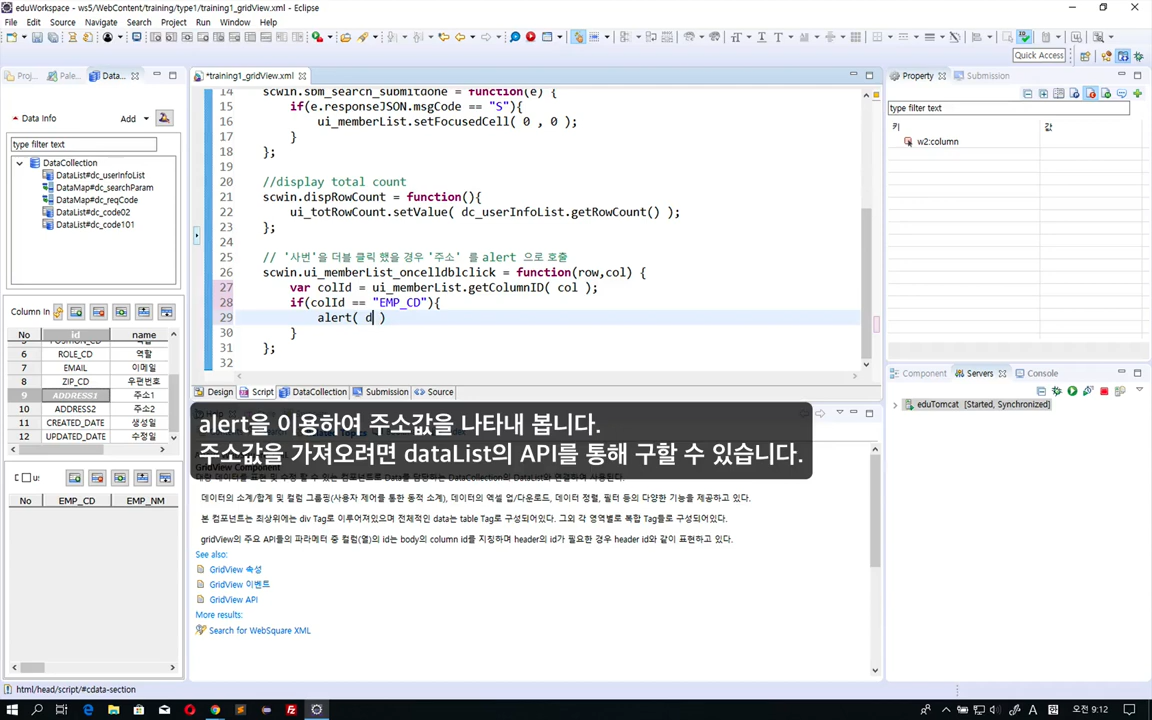 eduWorkspace - ws5/WebContent/training/type1/training1_gridView.xml - Eclipse
File Edit Source Navigate Search Project Run Window Help
Quick Access
Proj... Pale... Data...
*training1_gridView.xml
Property Submission
Data Info Add
type filter text
DataCollection
DataList#dc_userInfoList
DataMap#dc_searchParam
DataMap#dc_reqCode
DataList#dc_code02
DataList#dc_code101
14 scwin.sbm_search_submitdone = function(e) {
15 if(e.responseJSON.msgCode == "S"){
16 ui_memberList.setFocusedCell( 0 , 0 );
17 }
18 };
19
20 //display total count
21 scwin.dispRowCount = function(){
22 ui_totRowCount.setValue( dc_userInfoList.getRowCount() );
23 };
24
25 // '사번'을 더블 클릭 했을 경우 '주소' 를 alert 으로 호출
26 scwin.ui_memberList_oncelldblclick = function(row,col) {
27 var colId = ui_memberList.getColumnID( col );
28 if(colId == "EMP_CD"){
29 alert( d )
30 }
31 };
32
type filter text
키 값
w2:column
Column In
No id name
6 ROLE_CD 역할
7 EMAIL 이메일
8 ZIP_CD 우편번호
9 ADDRESS1 주소1
10 ADDRESS2 주소2
11 CREATED_DATE 생성일
12 UPDATED_DATE 수정일
No EMP_CD EMP_NM
Design Script DataCollection Submission Source
Component Servers Console
eduTomcat [Started, Synchronized]
alert을 이용하여 주소값을 나타내 봅니다.
주소값을 가져오려면 dataList의 API를 통해 구할 수 있습니다.
GridView Component
데이터의 소계/합계 및 컬럼 그룹핑(사용자 제어를 통한 동적 소계), 데이터의 엑셀 업/다운로드, 데이터 정렬, 필터 등의 다양한 기능을 제공하고 있다.
본 컴포넌트는 최상위에는 div Tag로 이루어져있으며 전체적인 data는 table Tag로 구성되어있다. 그외 각 영역별로 복합 Tag들로 구성되어있다.
gridView의 주요 API들의 파라메터 중 컬럼(열)의 id는 body의 column id를 지칭하며 header의 id가 필요한 경우 header id와 같이 표현하고 있다.
See also:
GridView 속성
GridView 이벤트
GridView API
More results:
Search for WebSquare XML
html/head/script/#cdata-section
A 한 오전 9:12